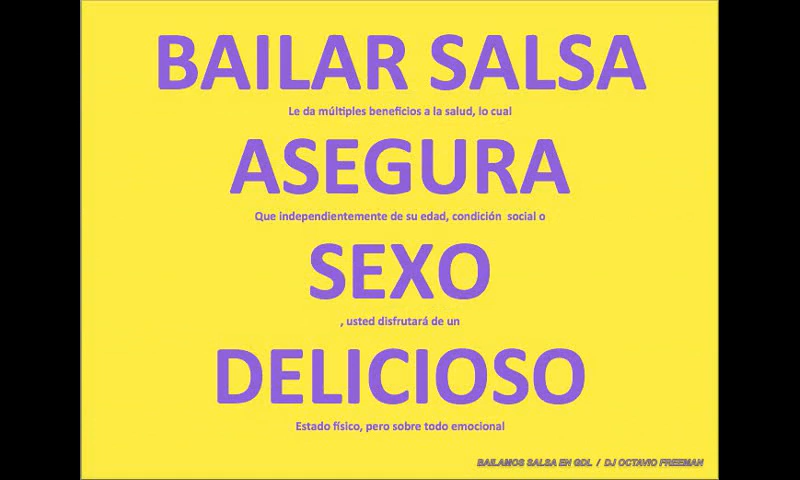 BAILAR SALSA
Le da múltiples beneficios a la salud, lo cual
ASEGURA
Que independientemente de su edad, condición  social o
SEXO
, usted disfrutará de un
DELICIOSO
Estado físico, pero sobre todo emocional
BAILAMOS SALSA EN GDL / DJ OCTAVIO FREEMAN